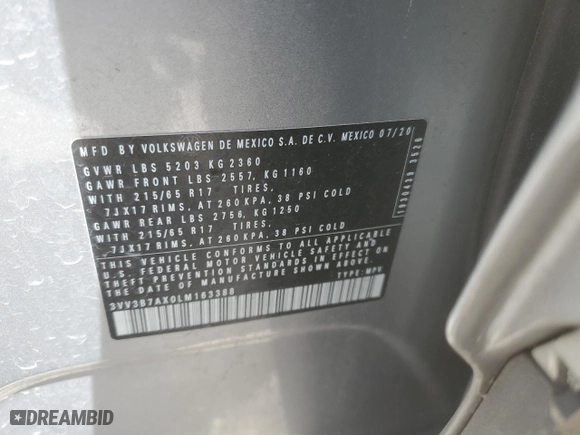 MFD BY VOLKSWAGEN DE MEXICO S.A. DE C.V. MEXICO 07/20
GVWR LBS 5203 KG 2360
GAWR FRONT LBS 2557, KG 1160
WITH 215/65 R17 TIRES,
7JX17 RIMS, AT 260 KPA, 38 PSI COLD
GAWR REAR LBS 2756, KG 1250
WITH 215/65 R17 TIRES,
7JX17 RIMS, AT 260 KPA, 38 PSI COLD
THIS VEHICLE CONFORMS TO ALL APPLICABLE
U.S. FEDERAL MOTOR VEHICLE SAFETY AND
THEFT PREVENTION STANDARDS IN EFFECT ON
THE DATE OF MANUFACTURE SHOWN ABOVE.
3VV3B7AX0LM163388 TYPE: MPV
DREAMBID